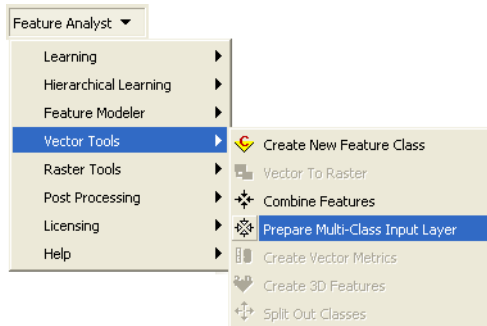 Feature Analyst
Learning
Hierarchical Learning
Feature Modeler
Vector Tools
Raster Tools
Post Processing
Licensing
Help
Create New Feature Class
Vector To Raster
Combine Features
Prepare Multi-Class Input Layer
Create Vector Metrics
Create 3D Features
Split Out Classes